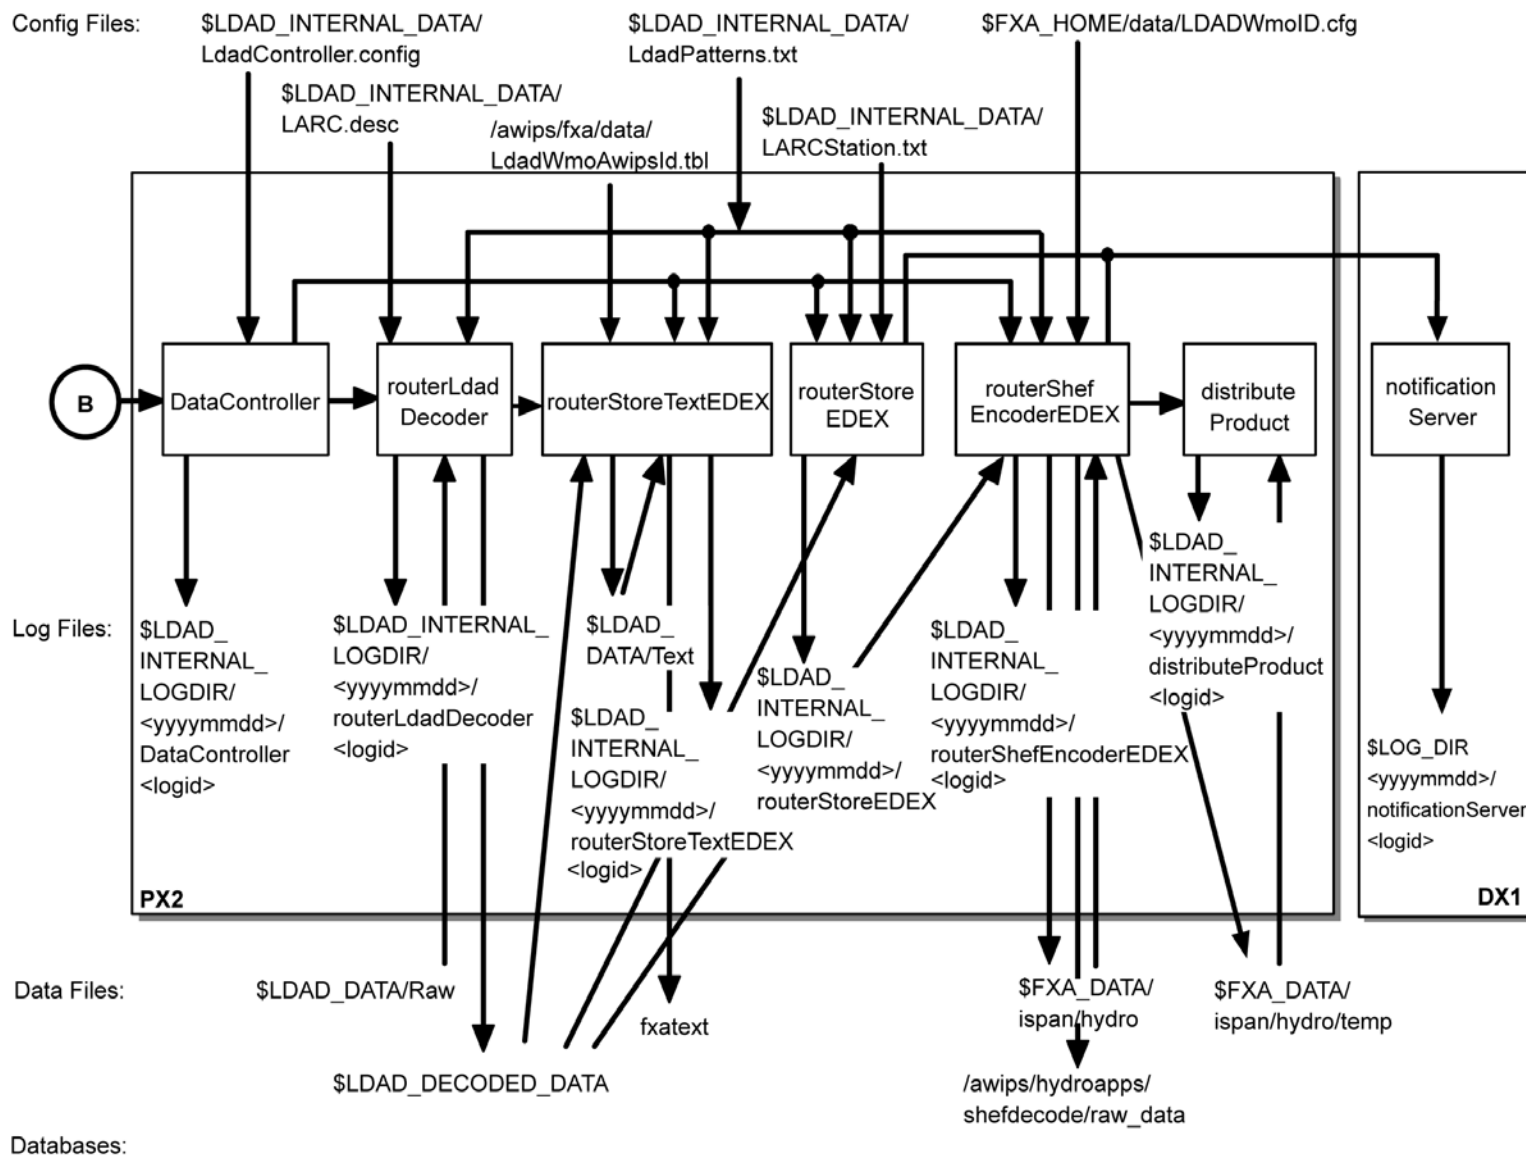 Config Files:
$LDAD_INTERNAL_DATA/
LdadController.config
$LDAD_INTERNAL_DATA/
LARC.desc
/awips/fxa/data/
LdadWmoAwipsId.tbl
$LDAD_INTERNAL_DATA/
LdadPatterns.txt
$LDAD_INTERNAL_DATA/
LARCStation.txt
$FXA_HOME/data/LDADWmoID.cfg
B
DataController
routerLdad
Decoder
routerStoreTextEDEX
routerStore
EDEX
routerShef
EncoderEDEX
distribute
Product
notification
Server
Log Files:
$LDAD_
INTERNAL_
LOGDIR/
<yyyymmdd>/
DataController
<logid>
$LDAD_INTERNAL_
LOGDIR/
<yyyymmdd>/
routerLdadDecoder
<logid>
$LDAD_
DATA/Text
$LDAD_
INTERNAL_
LOGDIR/
<yyyymmdd>/
routerStoreTextEDEX
<logid>
$LDAD_
INTERNAL_
LOGDIR/
<yyyymmdd>/
routerStoreEDEX
$LDAD_
INTERNAL_
LOGDIR/
<yyyymmdd>/
routerShefEncoderEDEX
<logid>
$LDAD_
INTERNAL_
LOGDIR/
<yyyymmdd>/
distributeProduct
<logid>
$LOG_DIR
<yyyymmdd>/
notificationServer
<logid>
PX2
DX1
Data Files:
$LDAD_DATA/Raw
$LDAD_DECODED_DATA
fxatext
$FXA_DATA/
ispan/hydro
$FXA_DATA/
ispan/hydro/temp
/awips/hydroapps/
shefdecode/raw_data
Databases: